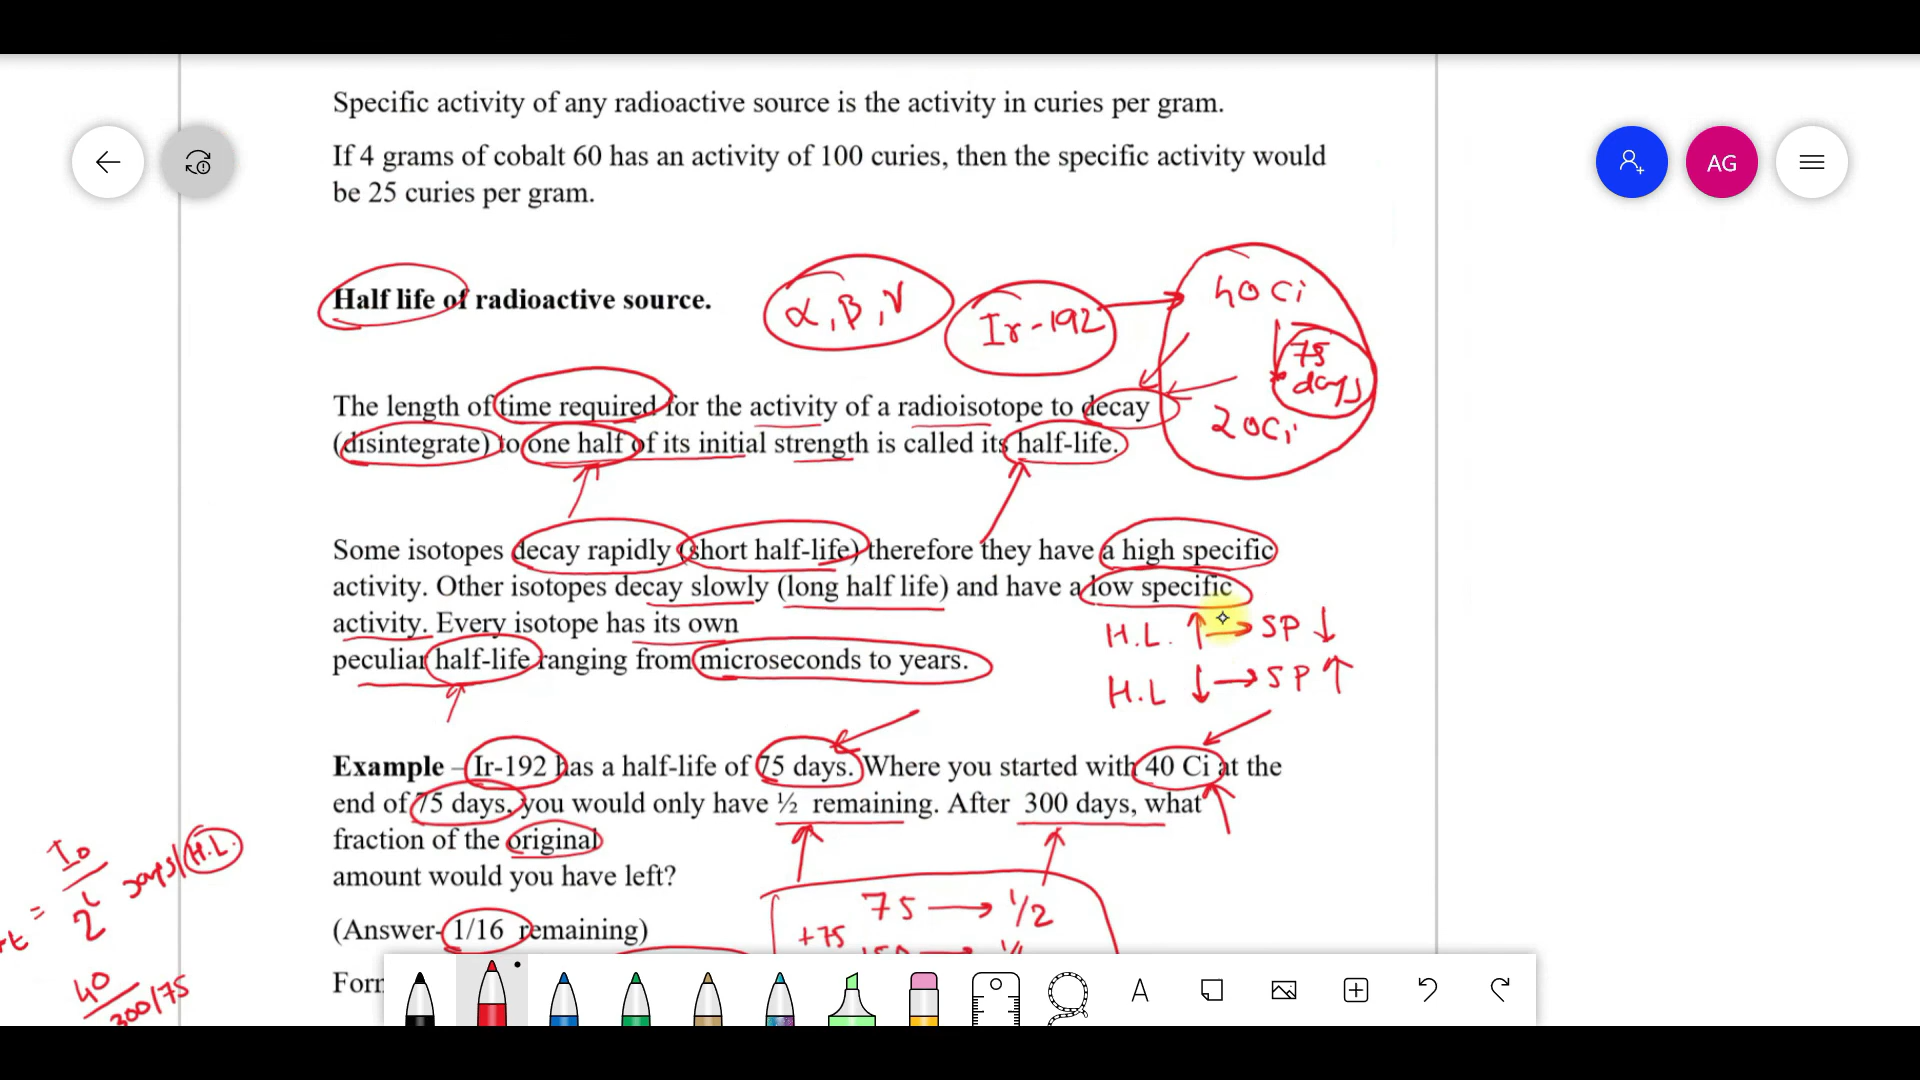 Specific activity of any radioactive source is the activity in curies per gram.
If 4 grams of cobalt 60 has an activity of 100 curies, then the specific activity would
be 25 curies per gram.
AG
Half life of radioactive source.
α, β, γ
Ir-192
40 Ci
75
days
20 Ci
The length of time required for the activity of a radioisotope to decay
(disintegrate) to one half of its initial strength is called its half-life.
Some isotopes decay rapidly (short half-life) therefore they have a high specific
activity. Other isotopes decay slowly (long half life) and have a low specific
activity. Every isotope has its own
peculiar half-life ranging from microseconds to years.
H.L. ↑ → SP ↓
H.L ↓ → SP ↑
Example – Ir-192 has a half-life of 75 days. Where you started with 40 Ci at the
end of 75 days, you would only have ½ remaining. After 300 days, what
fraction of the original
amount would you have left?
(Answer- 1/16 remaining)
75 → 1/2
+75
I₀
days/H.L.
=
2
40
300/75
A